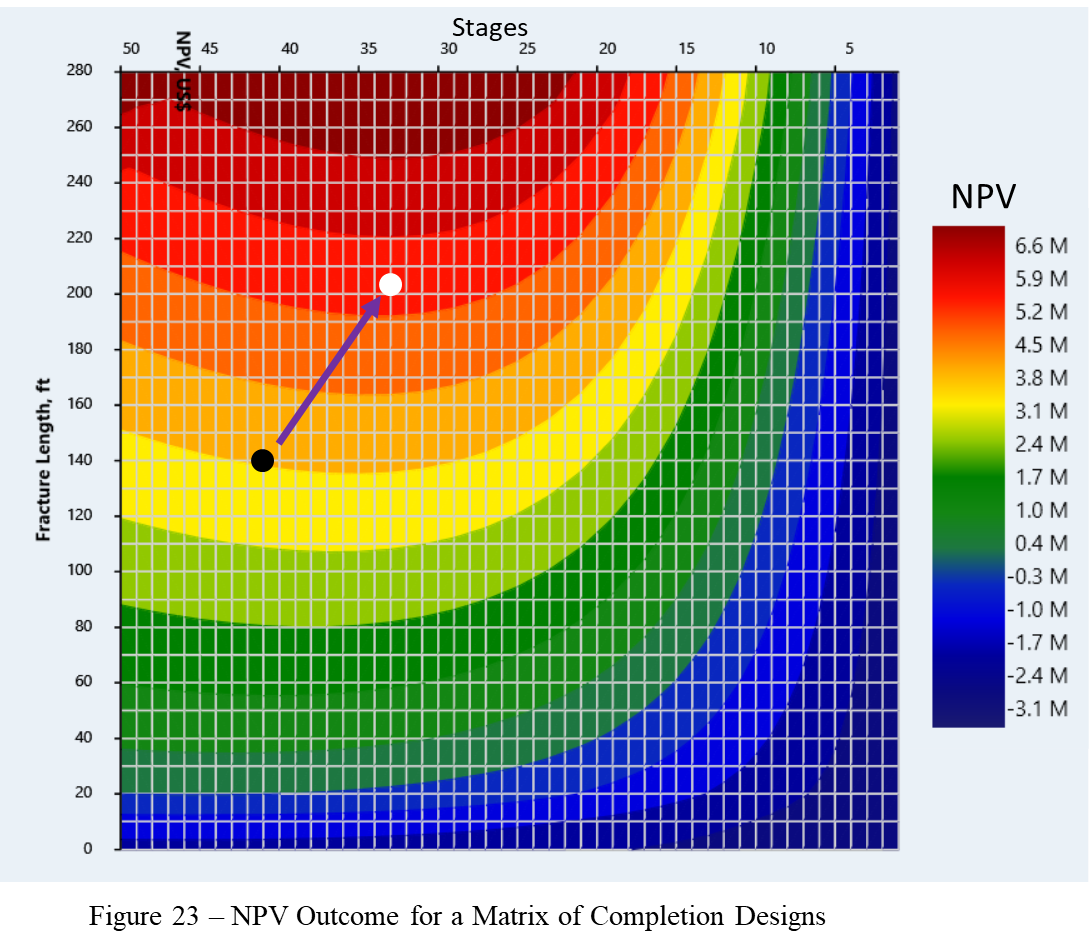 Stages
50 45 40 35 30 25 20 15 10 5
NPV, US$
280
260
240
220
200
180
160
140
120
100
80
60
40
20
0
Fracture Length, ft
NPV
6.6 M
5.9 M
5.2 M
4.5 M
3.8 M
3.1 M
2.4 M
1.7 M
1.0 M
0.4 M
-0.3 M
-1.0 M
-1.7 M
-2.4 M
-3.1 M
Figure 23 – NPV Outcome for a Matrix of Completion Designs